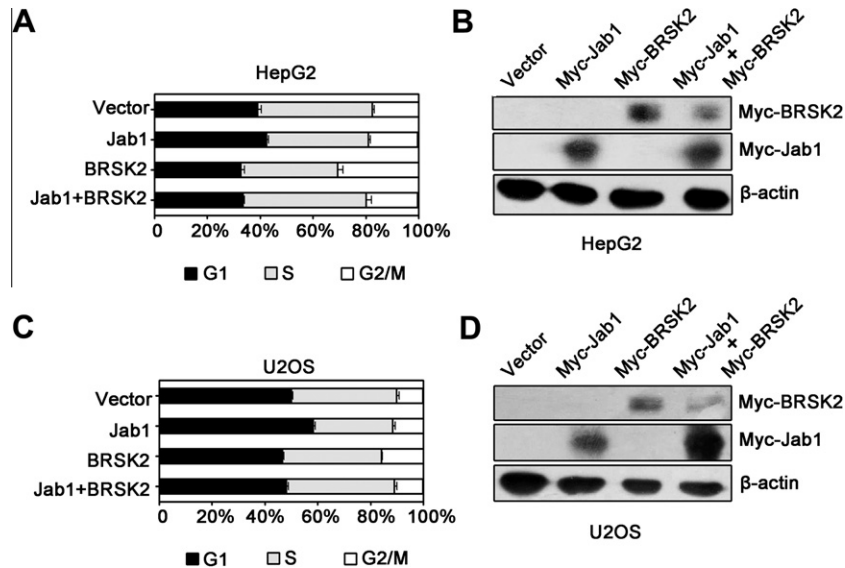 A
HepG2
Vector
Jab1
BRSK2
Jab1+BRSK2
0 20% 40% 60% 80% 100%
G1 S G2/M
B
Vector
Myc-Jab1
Myc-BRSK2
Myc-Jab1
+
Myc-BRSK2
Myc-BRSK2
Myc-Jab1
β-actin
HepG2
C
U2OS
Vector
Jab1
BRSK2
Jab1+BRSK2
0 20% 40% 60% 80% 100%
G1 S G2/M
D
Vector
Myc-Jab1
Myc-BRSK2
Myc-Jab1
+
Myc-BRSK2
Myc-BRSK2
Myc-Jab1
β-actin
U2OS